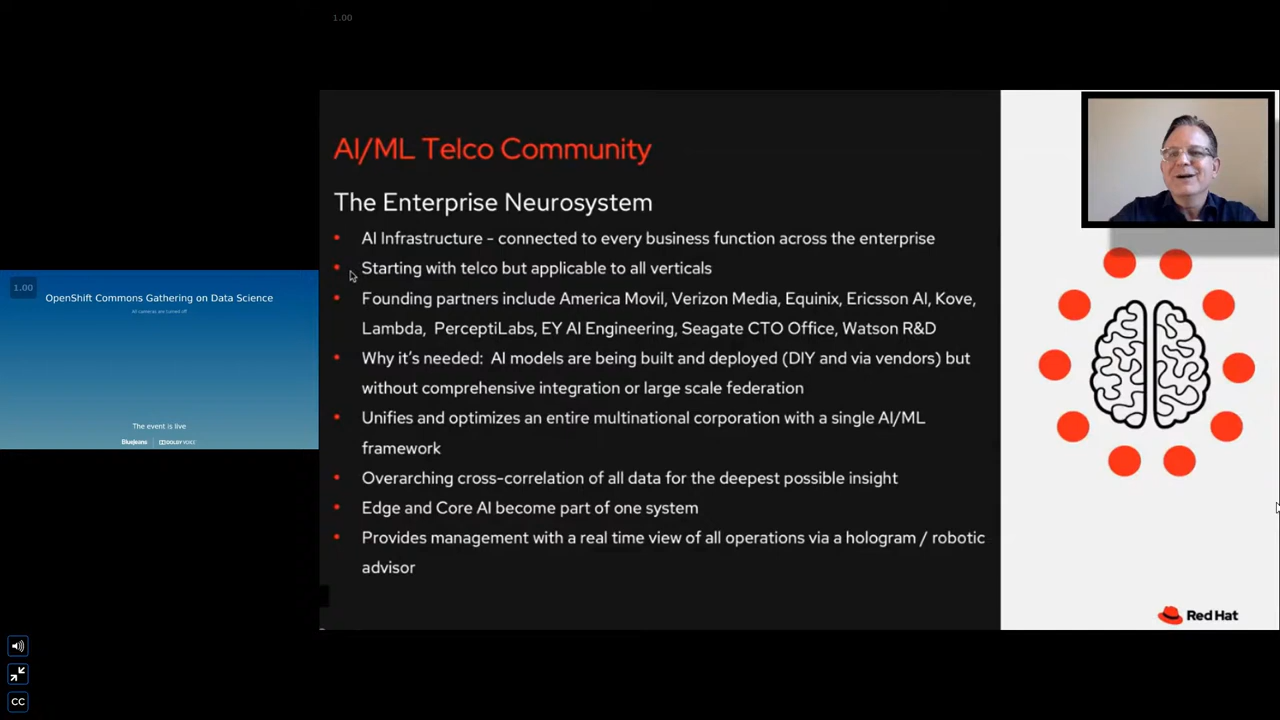 1.00
AI/ML Telco Community
The Enterprise Neurosystem
AI Infrastructure - connected to every business function across the enterprise
Starting with telco but applicable to all verticals
Founding partners include America Movil, Verizon Media, Equinix, Ericsson AI, Kove,
Lambda, PerceptiLabs, EY AI Engineering, Seagate CTO Office, Watson R&D
Why it's needed: AI models are being built and deployed (DIY and via vendors) but
without comprehensive integration or large scale federation
Unifies and optimizes an entire multinational corporation with a single AI/ML
framework
Overarching cross-correlation of all data for the deepest possible insight
Edge and Core AI become part of one system
Provides management with a real time view of all operations via a hologram / robotic
advisor
Red Hat
1.00
OpenShift Commons Gathering on Data Science
All cameras are turned off
The event is live
BlueJeans | DOLBY VOICE
CC